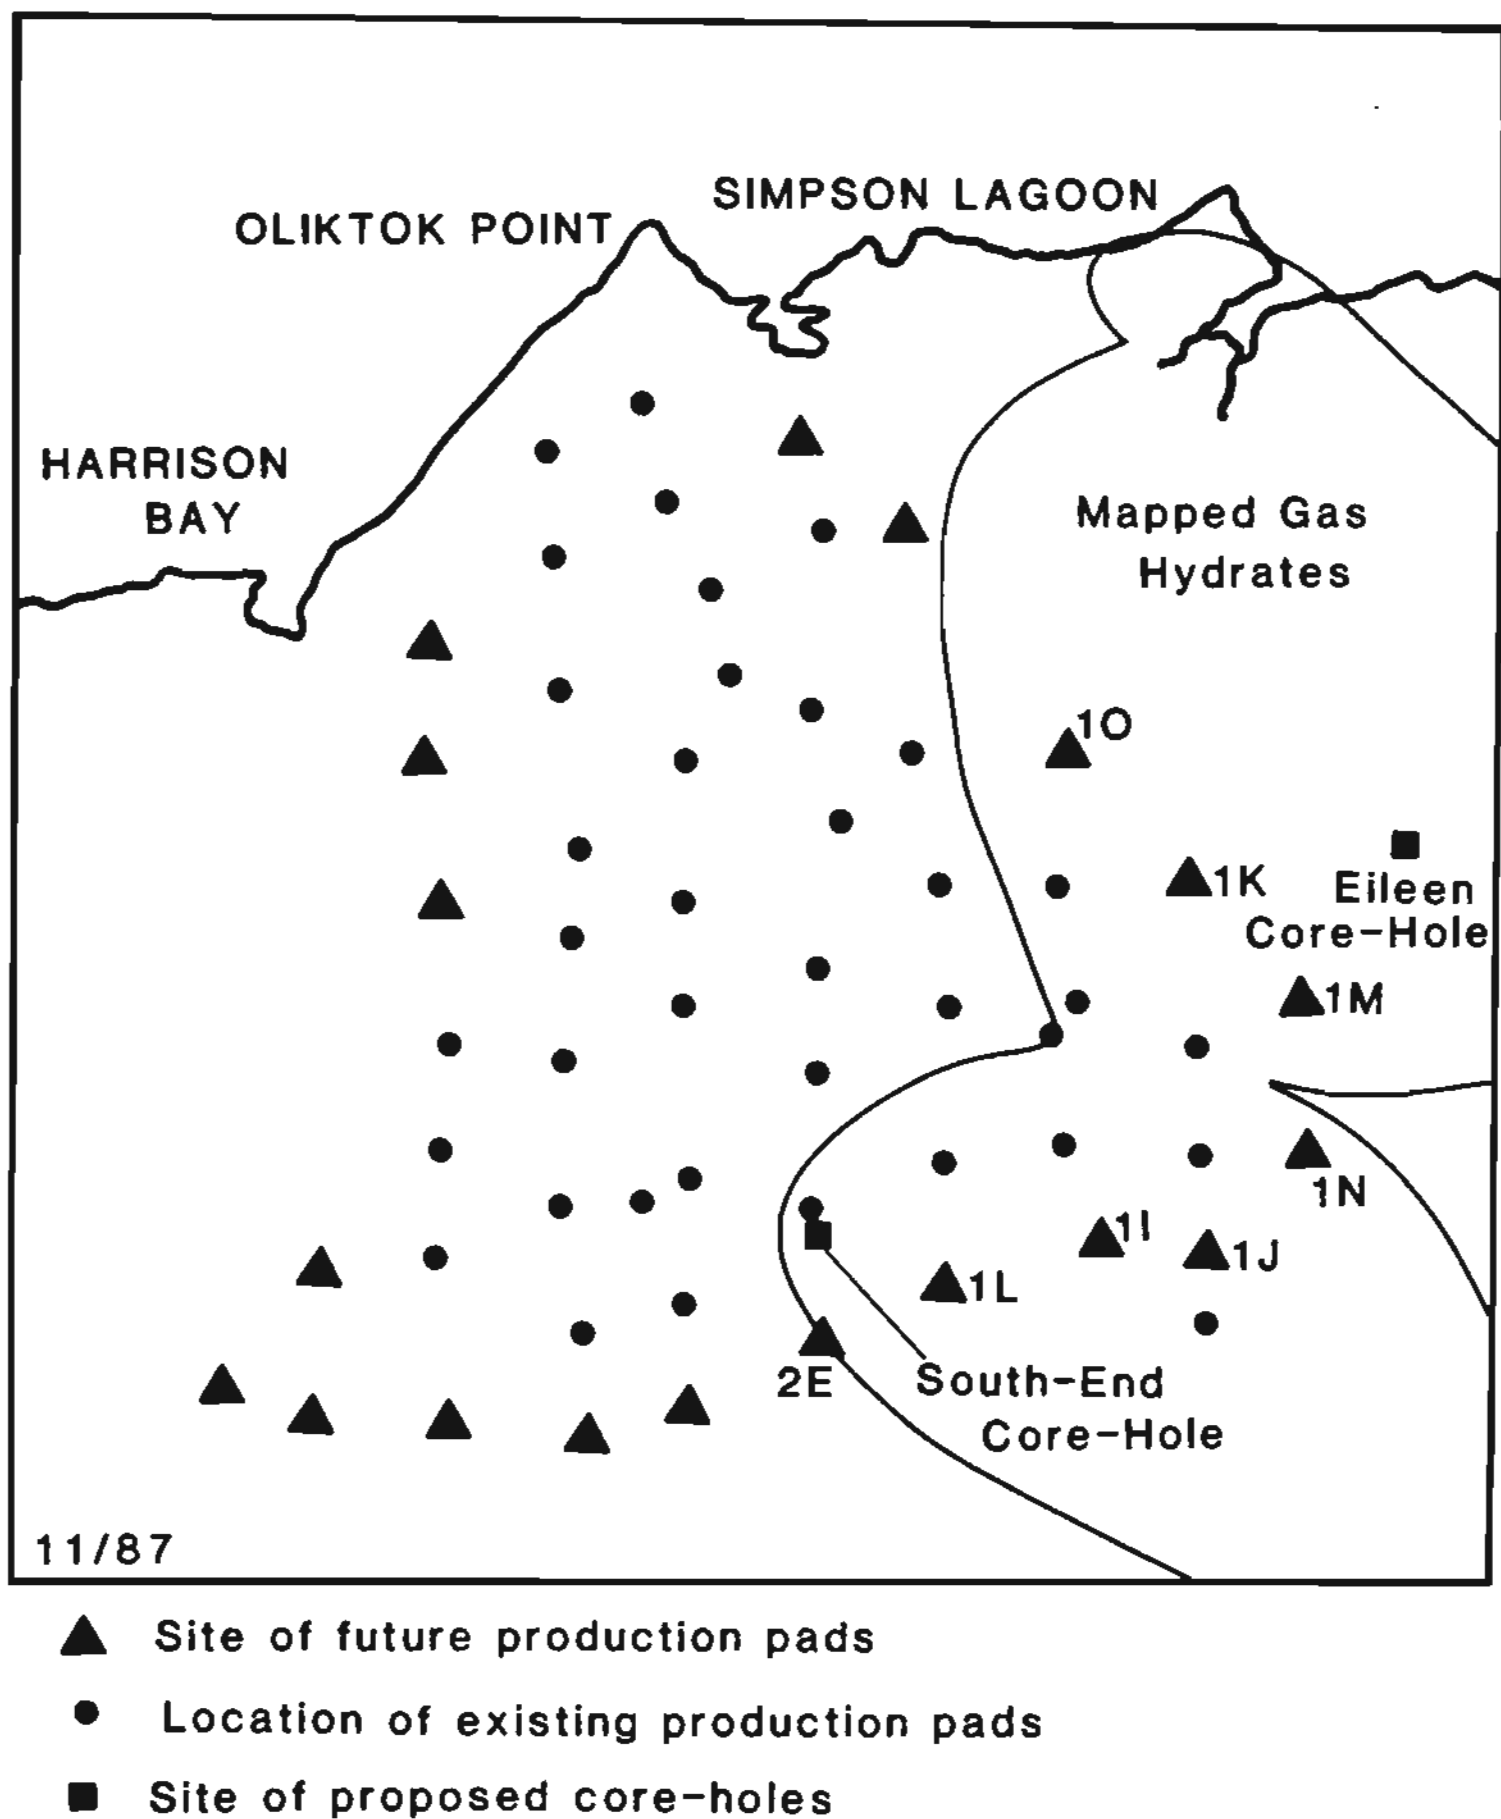 SIMPSON LAGOON
OLIKTOK POINT
HARRISON
BAY
Mapped Gas
Hydrates
1O
1K
Eileen
Core-Hole
1M
1N
1I
1J
1L
2E
South-End
Core-Hole
11/87
Site of future production pads
Location of existing production pads
Site of proposed core-holes